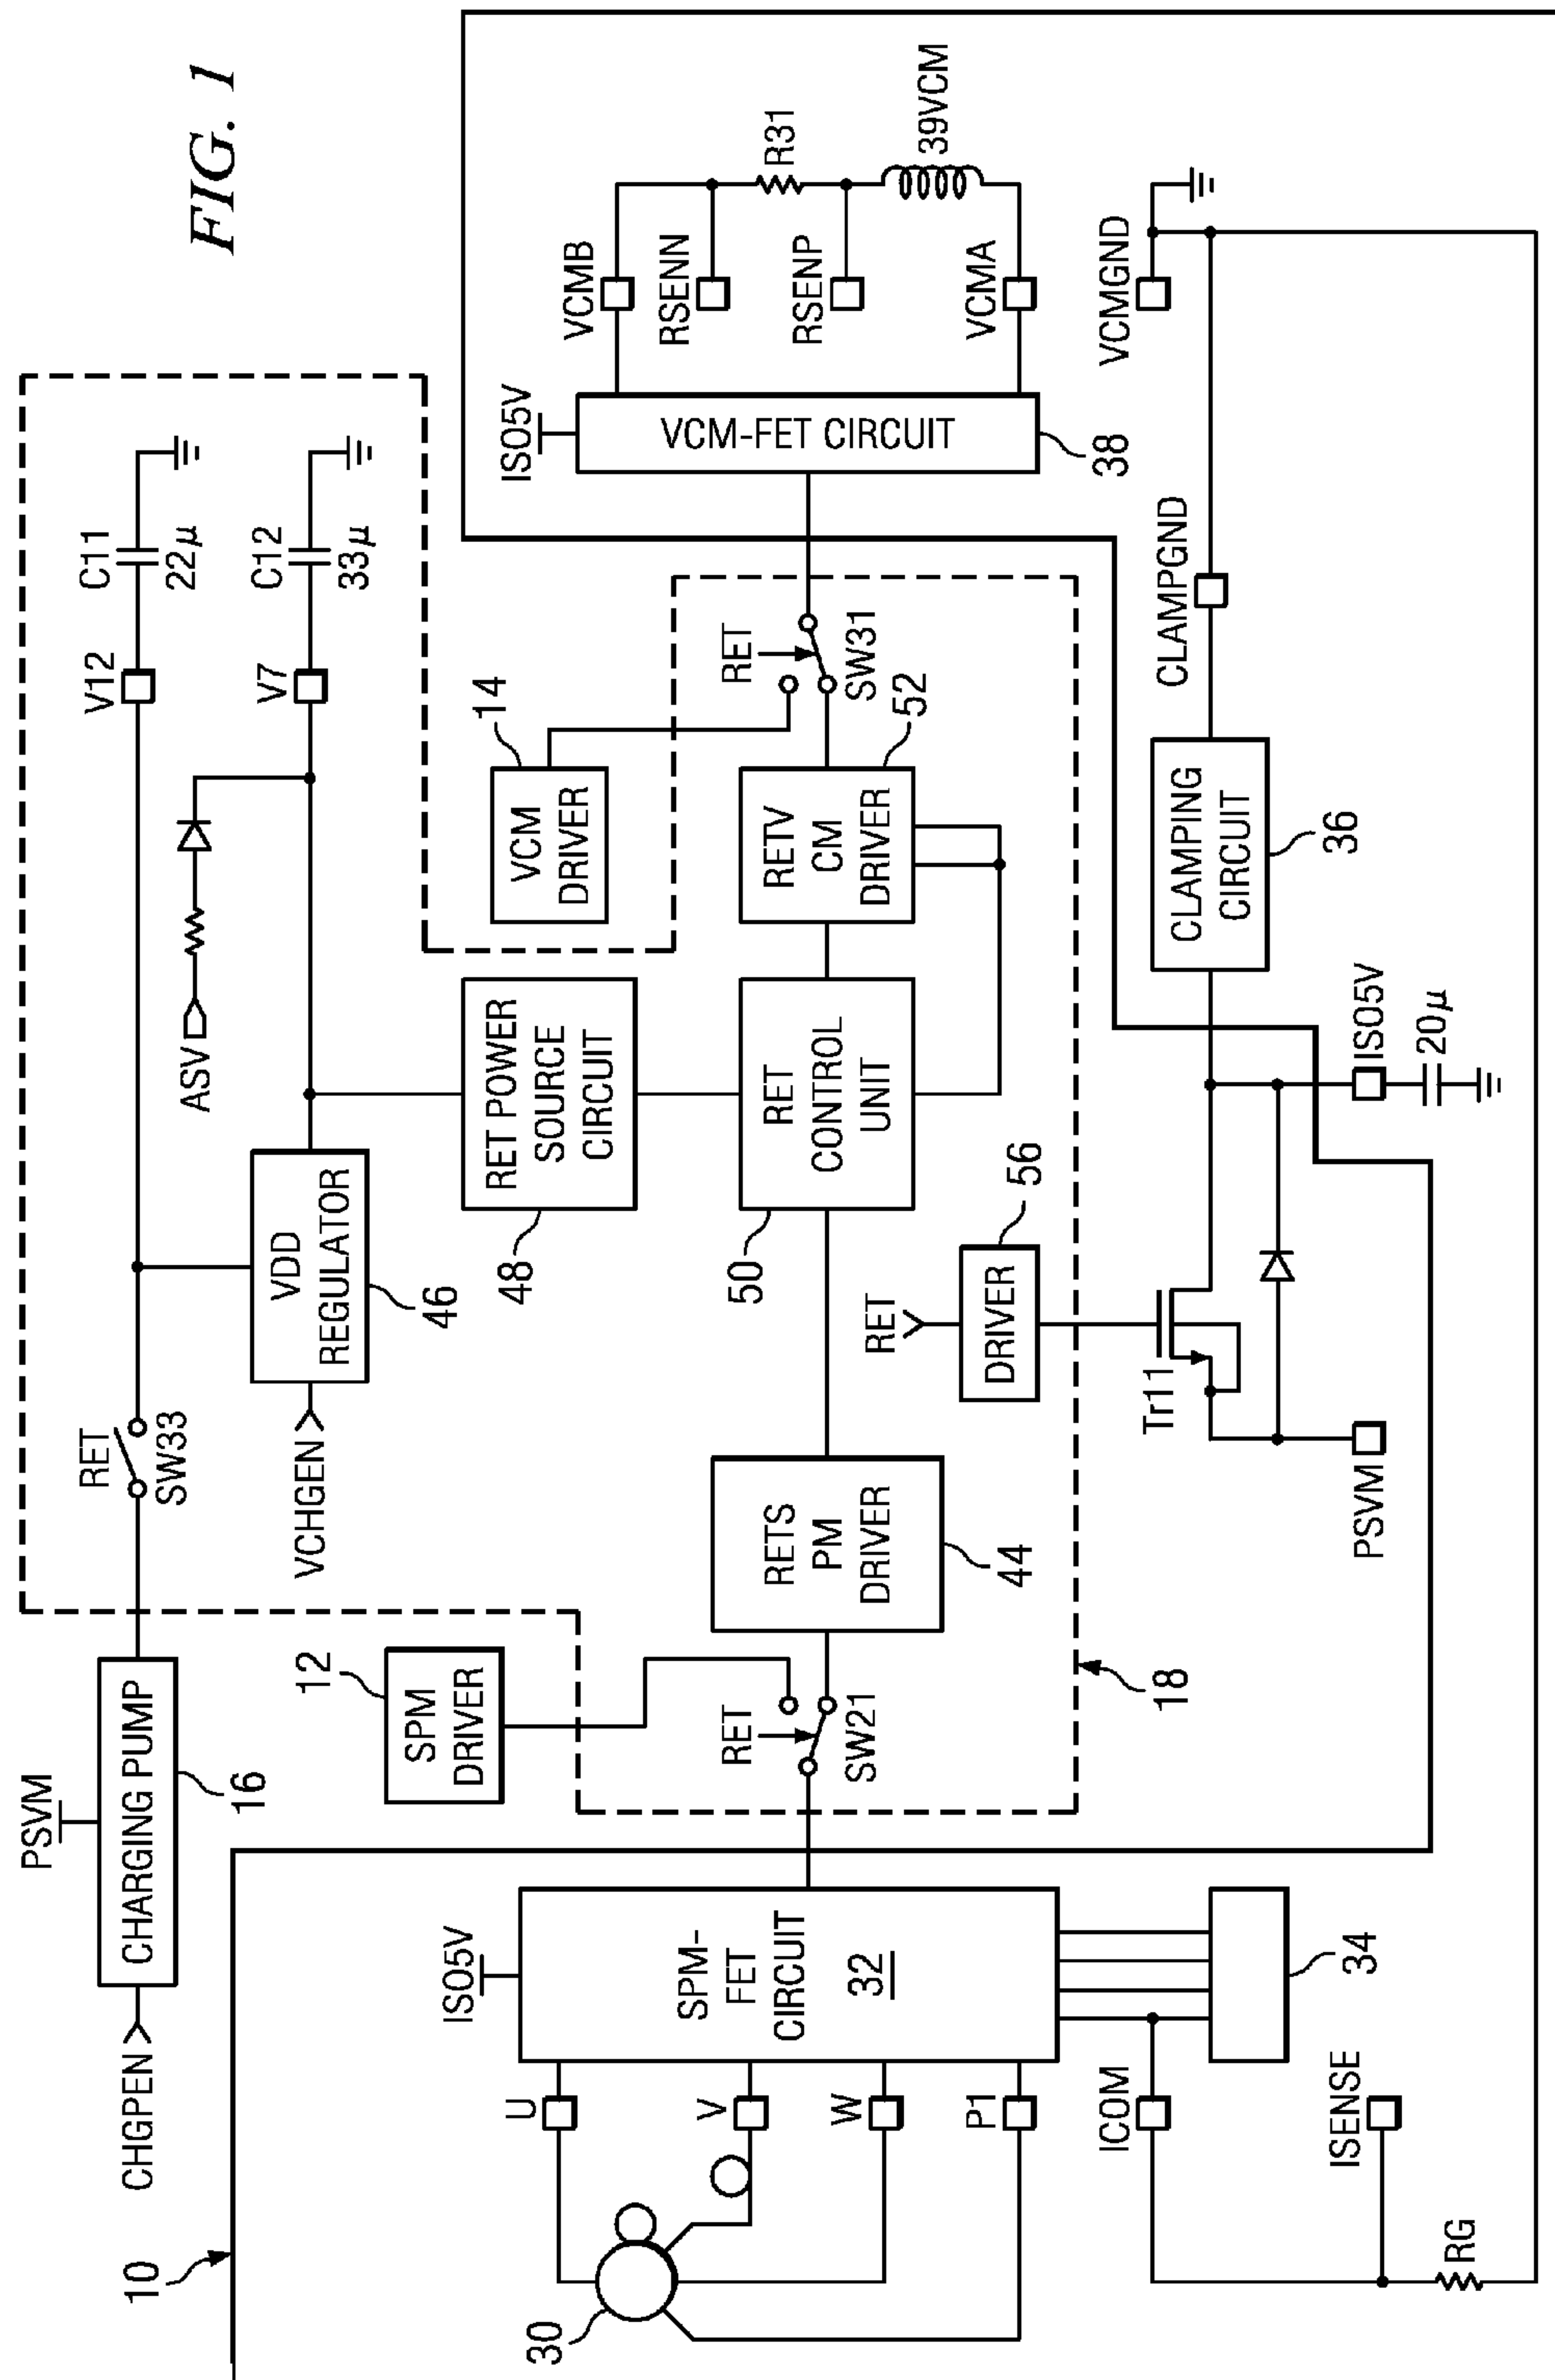 FIG. 1
10
CHGPEN
PSVM
CHARGING PUMP
16
RET
SW33
V12
C11
22µ
VCHGEN
VDD
REGULATOR
46
ASV
V7
C12
33µ
12
SPM
DRIVER
RET
SW21
RETS
PM
DRIVER
44
RET POWER
SOURCE
CIRCUIT
48
RET
CONTROL
UNIT
50
14
VCM
DRIVER
RETV
CM
DRIVER
52
RET
SW31
ISO5V
VCM-FET CIRCUIT
38
VCMB
RSENN
RSENP
VCMA
R31
39VCM
VCMGND
18
RET
DRIVER
56
Tr11
PSVM
ISO5V
20µ
CLAMPING
CIRCUIT
36
CLAMPGND
ISO5V
SPM-
FET
CIRCUIT
32
34
30
U
V
W
P1
ICOM
ISENSE
RG